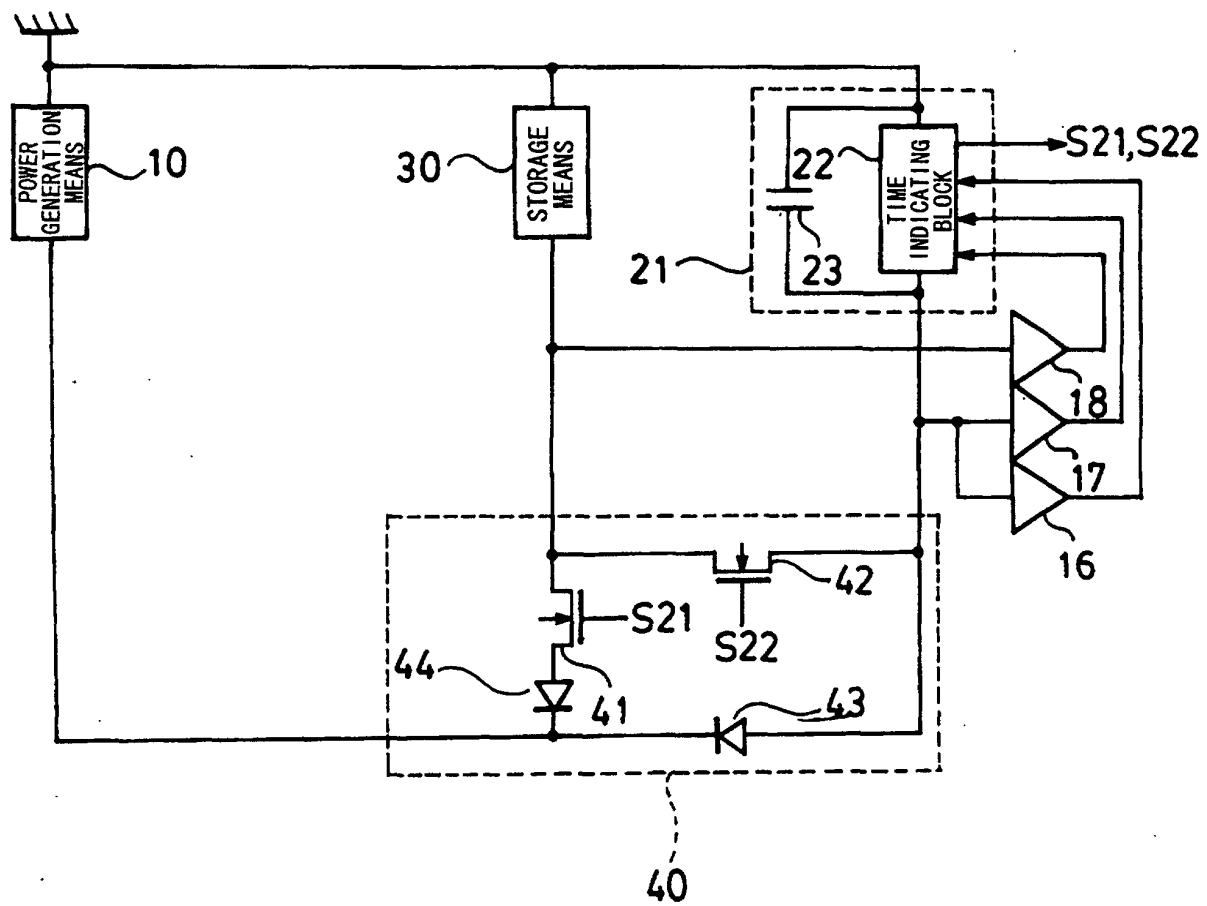 POWER
GENERATION
MEANS
10
30
STORAGE
MEANS
22
TIME
INDICATING
BLOCK
S21,S22
21
23
18
17
16
42
S22
S21
44
41
43
40